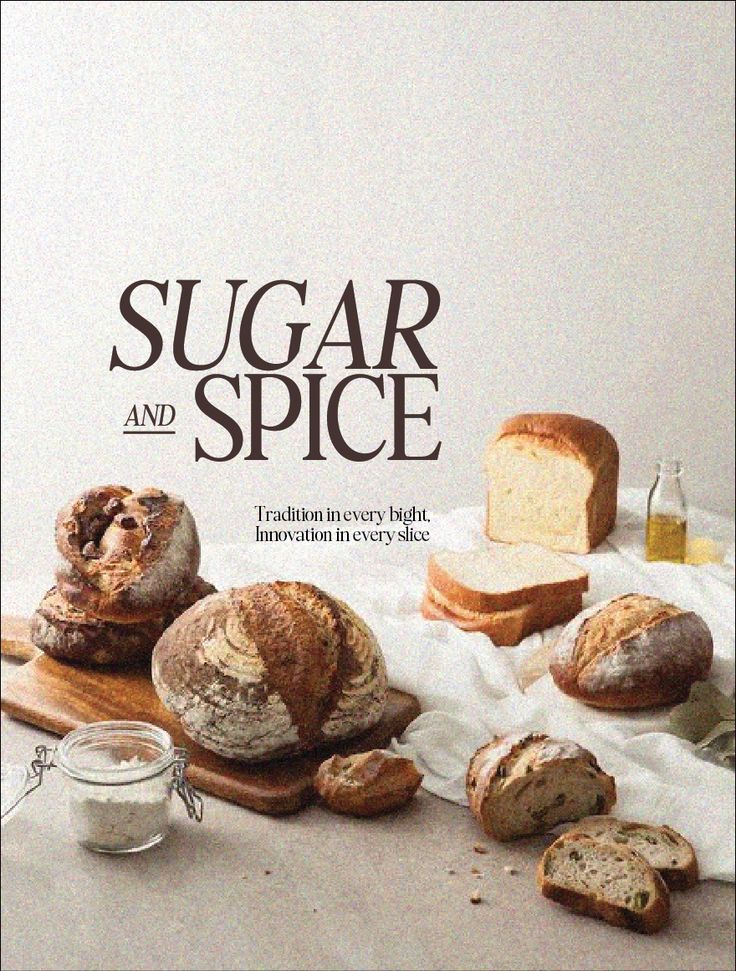 SUGAR
AND SPICE
Tradition in every bight,
Innovation in every slice